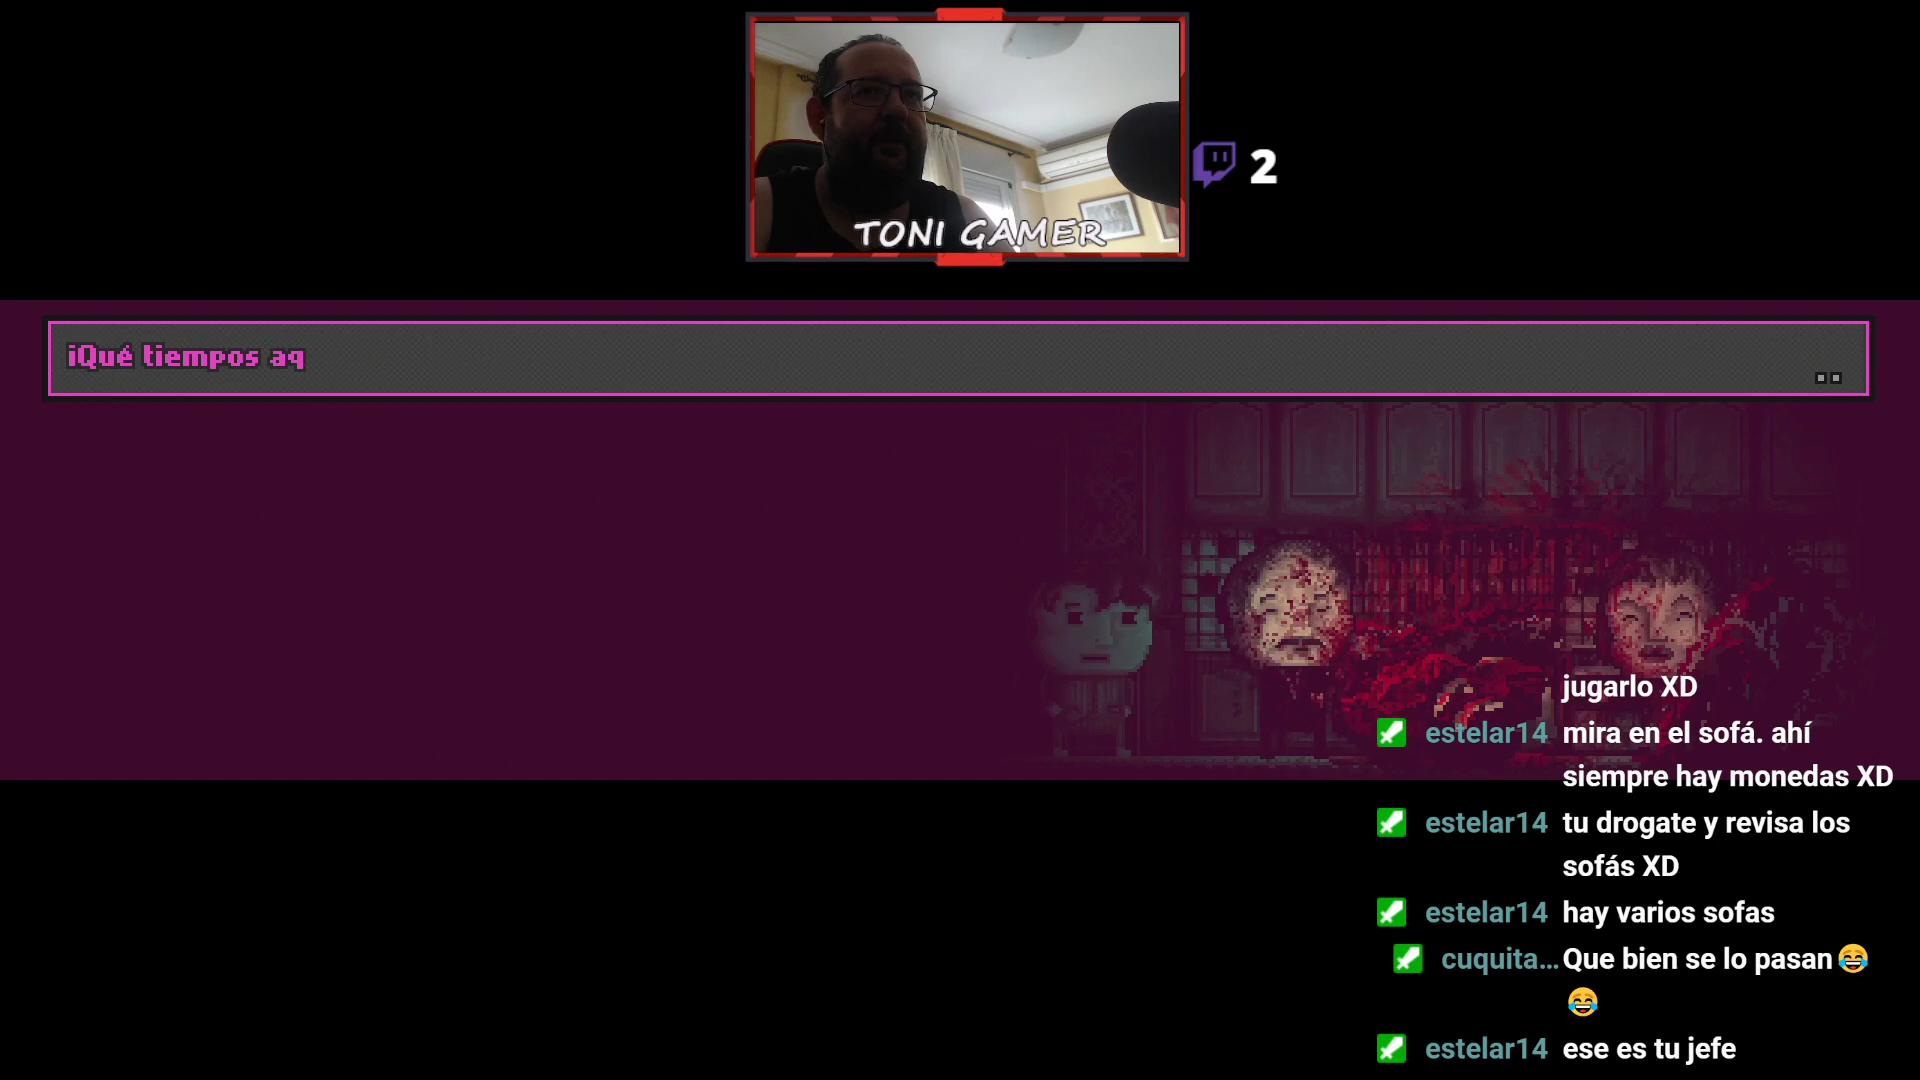 TONI GAMER
2
¡Qué tiempos aq
jugarlo XD
estelar14 mira en el sofá. ahí
siempre hay monedas XD
estelar14 tu drogate y revisa los
sofás XD
estelar14 hay varios sofas
cuquita... Que bien se lo pasan😂
😂
estelar14 ese es tu jefe